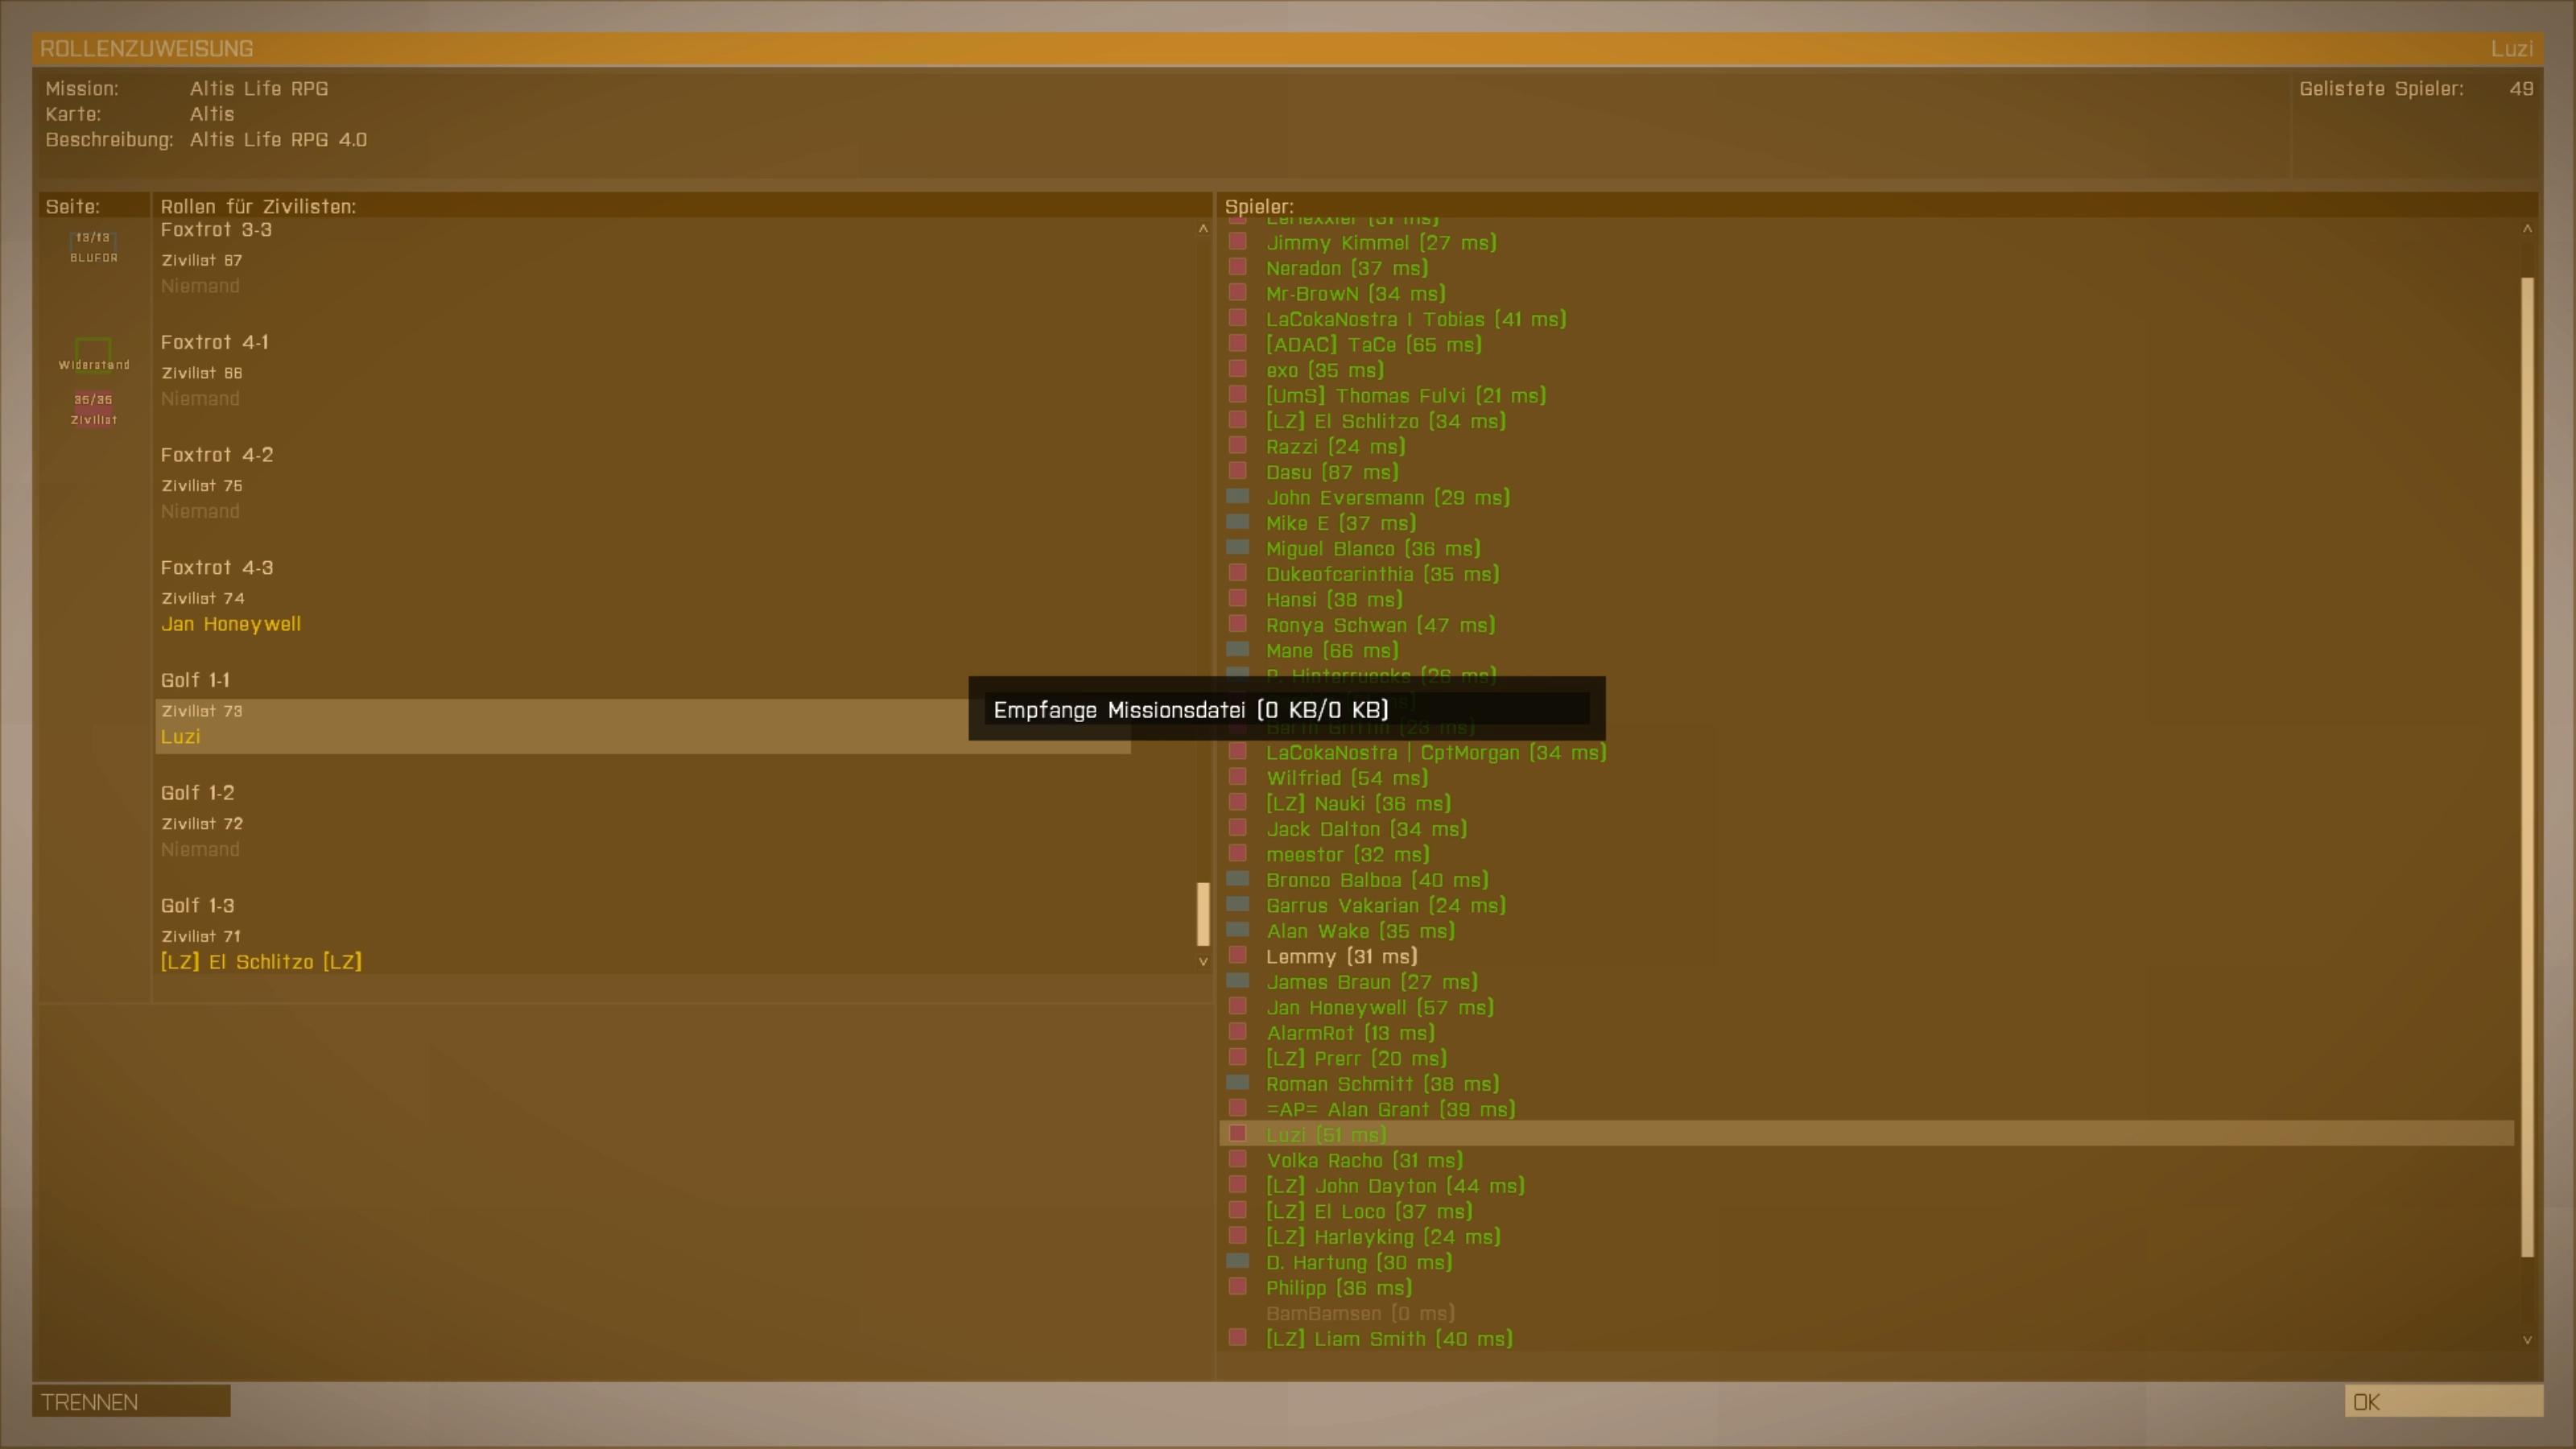 ROLLENZUWEISUNG
Luzi
Mission: Altis Life RPG
Karte: Altis
Beschreibung: Altis Life RPG 4.0
Gelistete Spieler: 49
Seite:
13/13
BLUFOR
Widerstand
36/36
Zivilist
Rollen für Zivilisten:
Foxtrot 3-3
Zivilist 87
Niemand
Foxtrot 4-1
Zivilist 86
Niemand
Foxtrot 4-2
Zivilist 75
Niemand
Foxtrot 4-3
Zivilist 74
Jan Honeywell
Golf 1-1
Zivilist 73
Luzi
Golf 1-2
Zivilist 72
Niemand
Golf 1-3
Zivilist 71
[LZ] El Schlitzo [LZ]
Spieler:
Jimmy Kimmel (27 ms)
Neradon (37 ms)
Mr-BrowN (34 ms)
LaCokaNostra I Tobias (41 ms)
[ADAC] TaCe (65 ms)
exo (35 ms)
[UmS] Thomas Fulvi (21 ms)
[LZ] El Schlitzo (34 ms)
Razzi (24 ms)
Dasu (87 ms)
John Eversmann (29 ms)
Mike E (37 ms)
Miguel Blanco (36 ms)
Dukeofcarinthia (35 ms)
Hansi (38 ms)
Ronya Schwan (47 ms)
Mane (66 ms)
P. Hinterruecks (26 ms)
Empfange Missionsdatei (0 KB/0 KB)
Barth Griffin (23 ms)
LaCokaNostra | CptMorgan (34 ms)
Wilfried (54 ms)
[LZ] Nauki (36 ms)
Jack Dalton (34 ms)
meestor (32 ms)
Bronco Balboa (40 ms)
Garrus Vakarian (24 ms)
Alan Wake (35 ms)
Lemmy (31 ms)
James Braun (27 ms)
Jan Honeywell (57 ms)
AlarmRot (13 ms)
[LZ] Prerr (20 ms)
Roman Schmitt (38 ms)
=AP= Alan Grant (39 ms)
Luzi (51 ms)
Volka Racho (31 ms)
[LZ] John Dayton (44 ms)
[LZ] El Loco (37 ms)
[LZ] Harleyking (24 ms)
D. Hartung (30 ms)
Philipp (36 ms)
BamBamsen (0 ms)
[LZ] Liam Smith (40 ms)
TRENNEN
OK